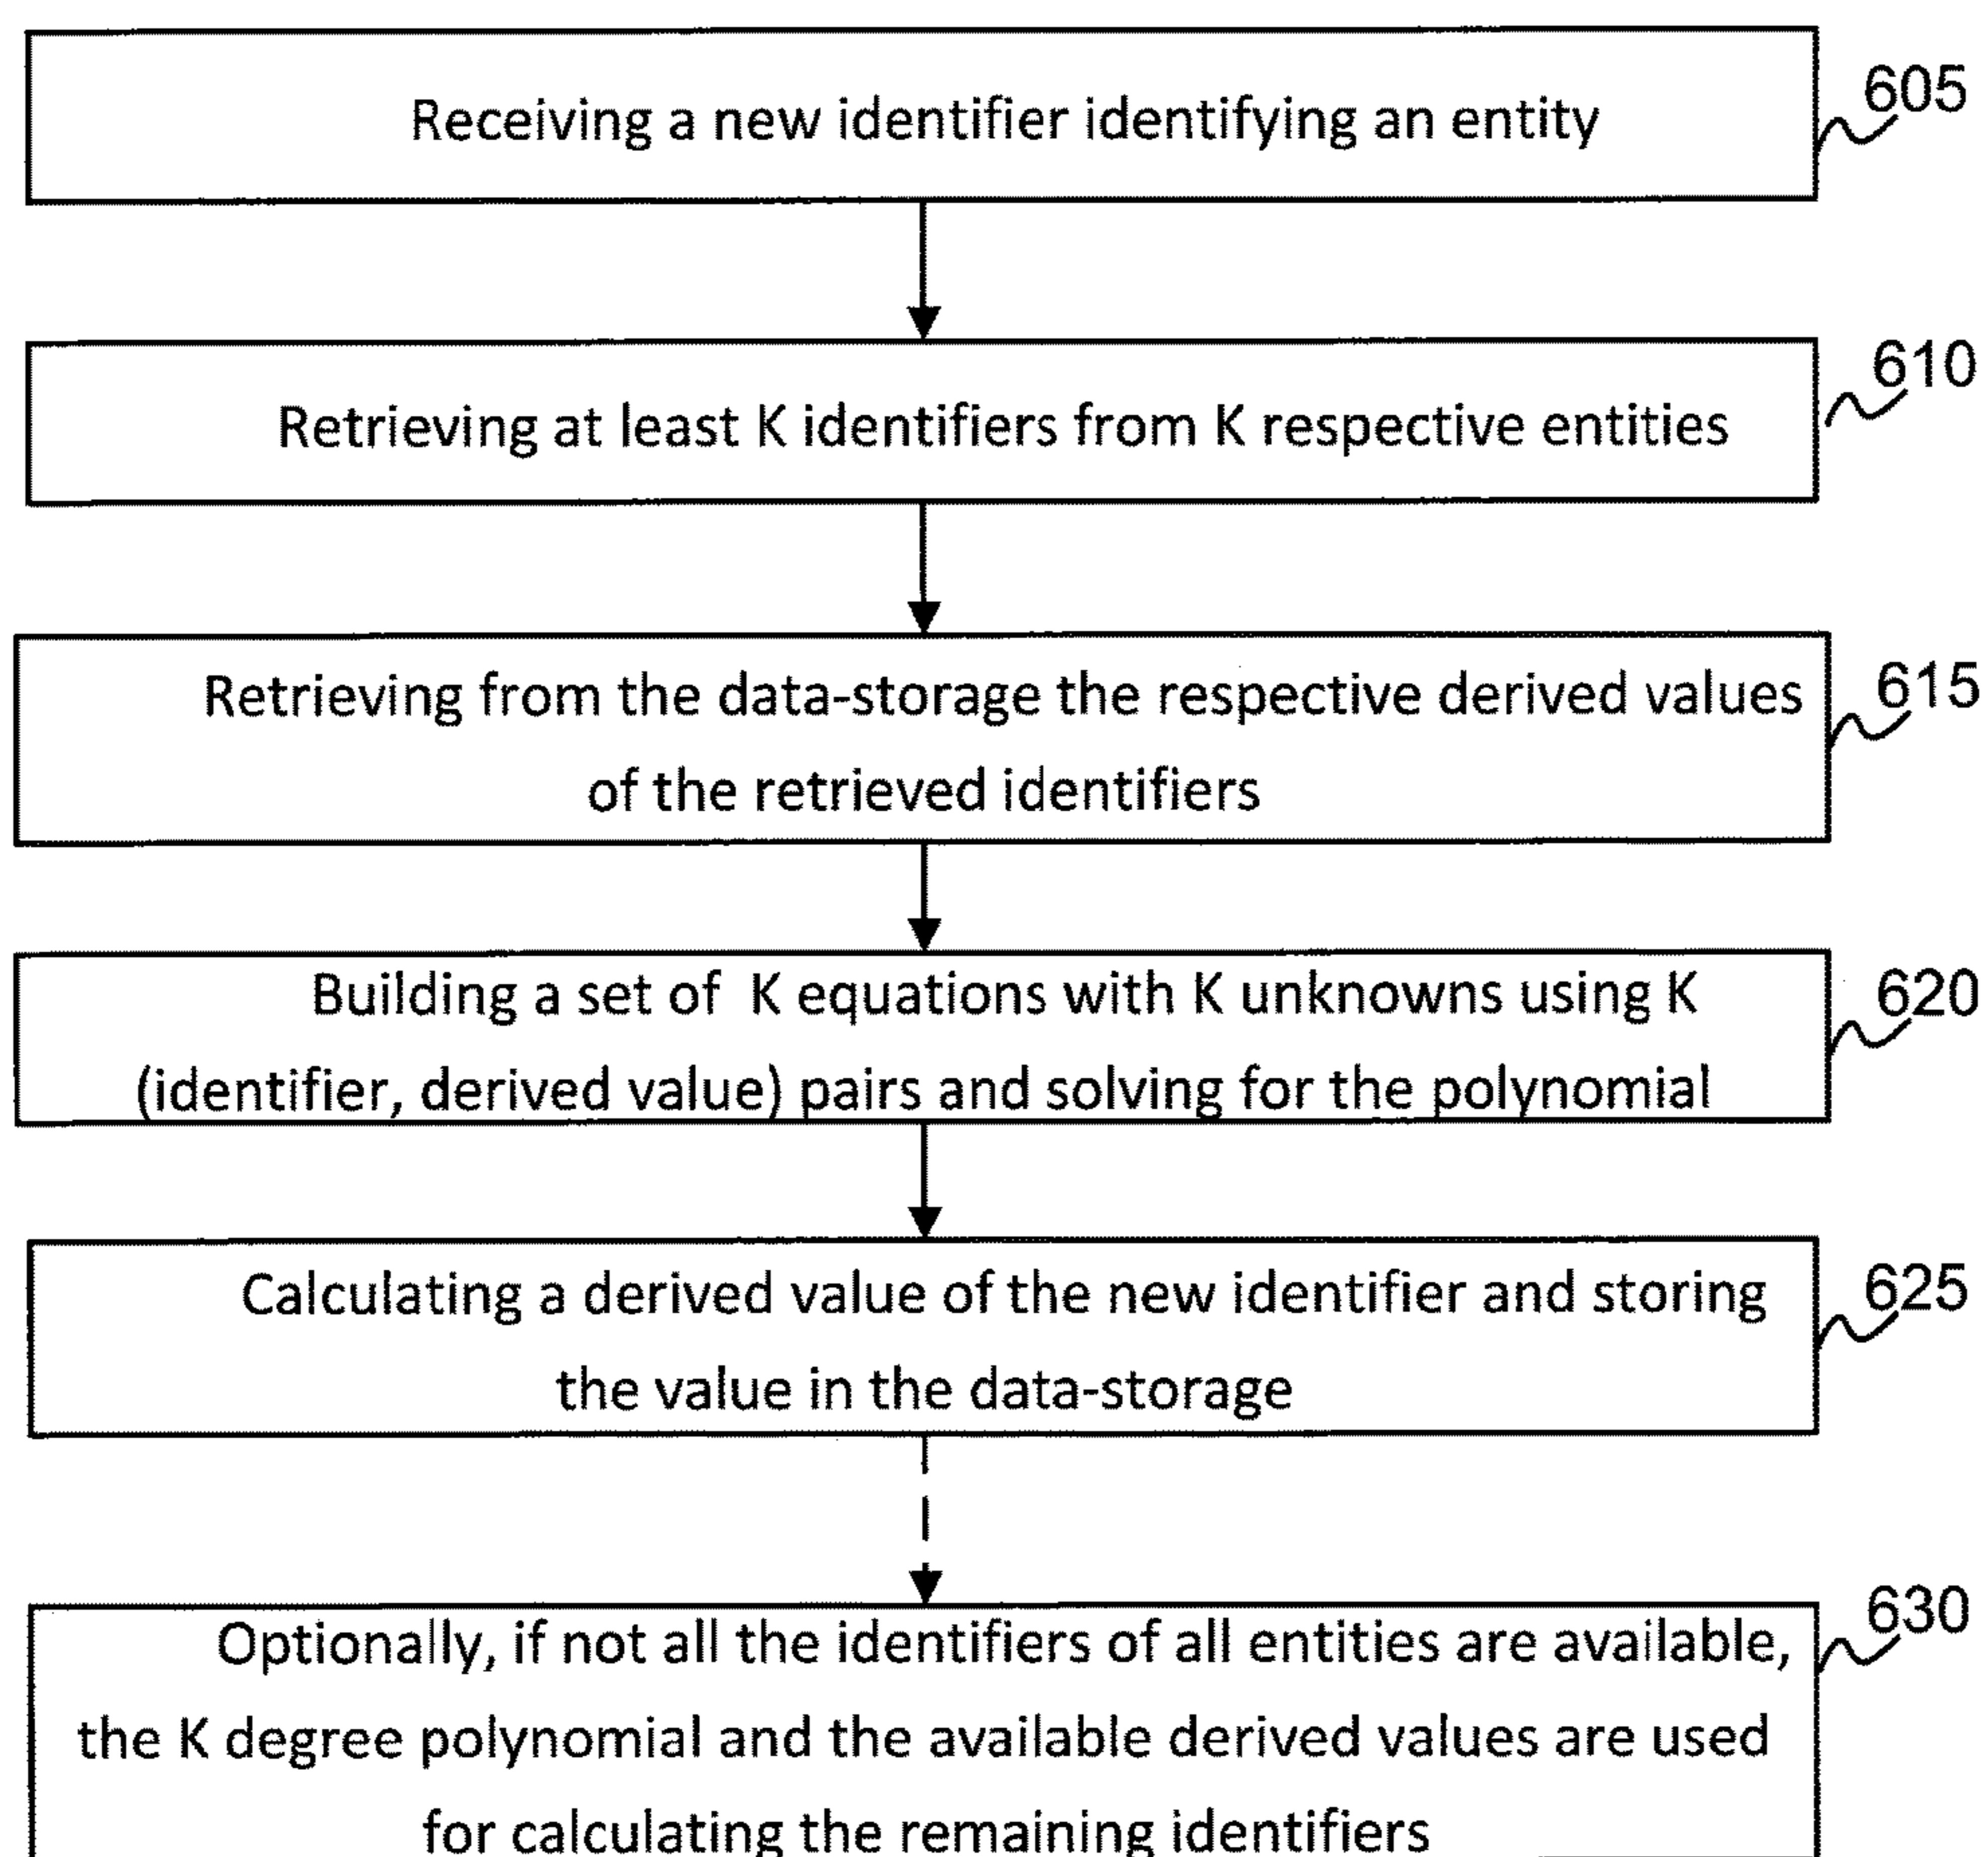 Receiving a new identifier identifying an entity
605
Retrieving at least K identifiers from K respective entities
610
Retrieving from the data-storage the respective derived values
of the retrieved identifiers
615
Building a set of K equations with K unknowns using K
(identifier, derived value) pairs and solving for the polynomial
620
Calculating a derived value of the new identifier and storing
the value in the data-storage
625
Optionally, if not all the identifiers of all entities are available,
the K degree polynomial and the available derived values are used
for calculating the remaining identifiers
630